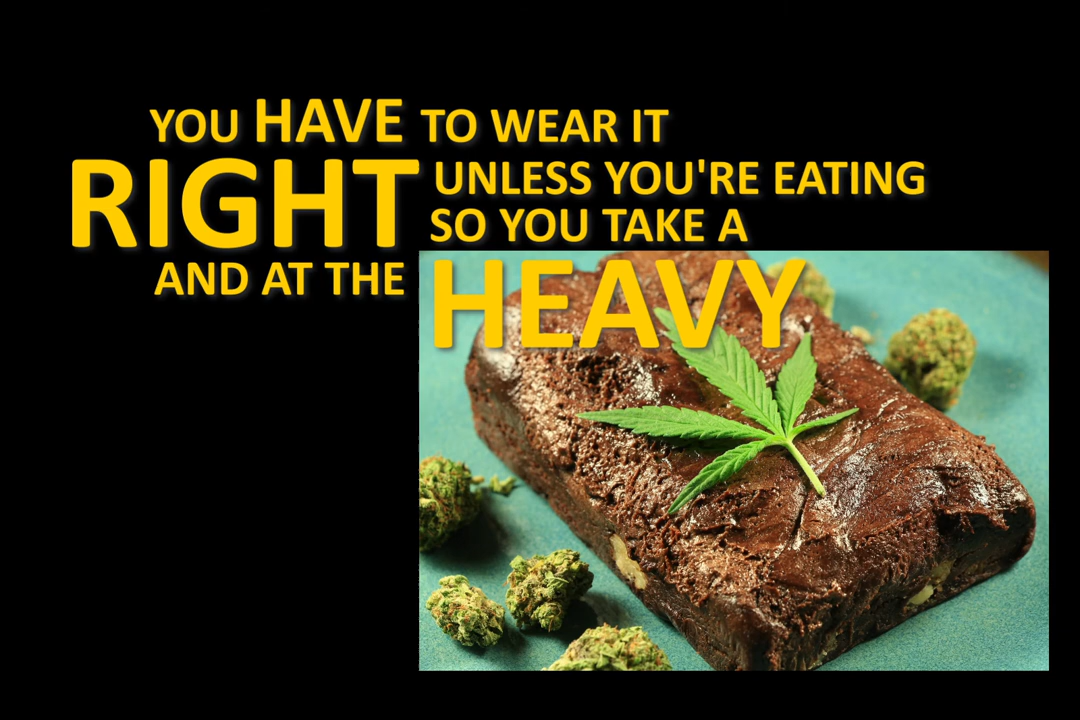 YOU HAVE TO WEAR IT
RIGHT UNLESS YOU'RE EATING
SO YOU TAKE A
AND AT THE HEAVY